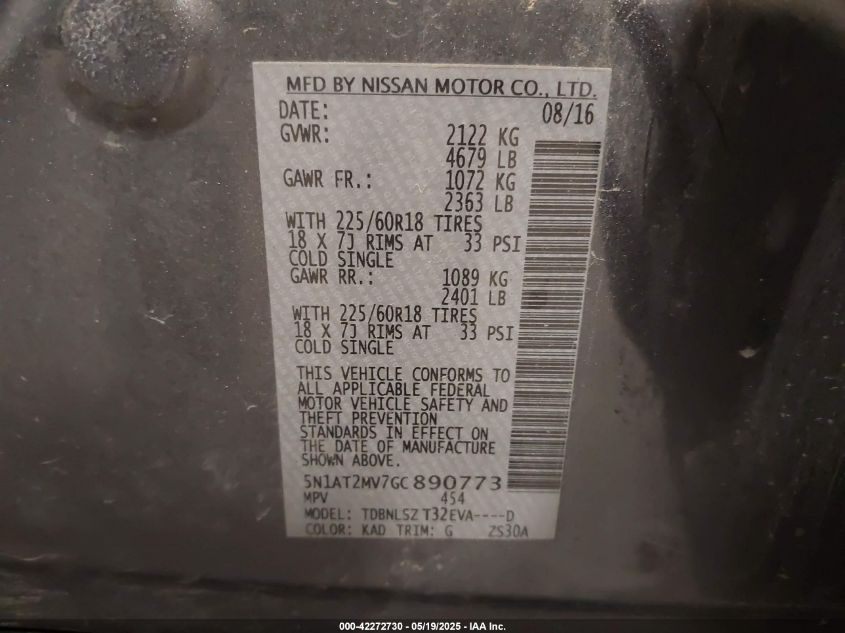 MFD BY NISSAN MOTOR CO., LTD.
DATE: 08/16
GVWR: 2122 KG
4679 LB
GAWR FR.: 1072 KG
2363 LB
WITH 225/60R18 TIRES
18 X 7J RIMS AT 33 PSI
COLD SINGLE
GAWR RR.: 1089 KG
2401 LB
WITH 225/60R18 TIRES
18 X 7J RIMS AT 33 PSI
COLD SINGLE
THIS VEHICLE CONFORMS TO
ALL APPLICABLE FEDERAL
MOTOR VEHICLE SAFETY AND
THEFT PREVENTION
STANDARDS IN EFFECT ON
THE DATE OF MANUFACTURE
SHOWN ABOVE.
5N1AT2MV7GC890773
MPV 454
MODEL: TDBNLSZ T32EVA----D
COLOR: KAD TRIM: G 2S30A
000-42272730 - 05/19/2025 - IAA Inc.